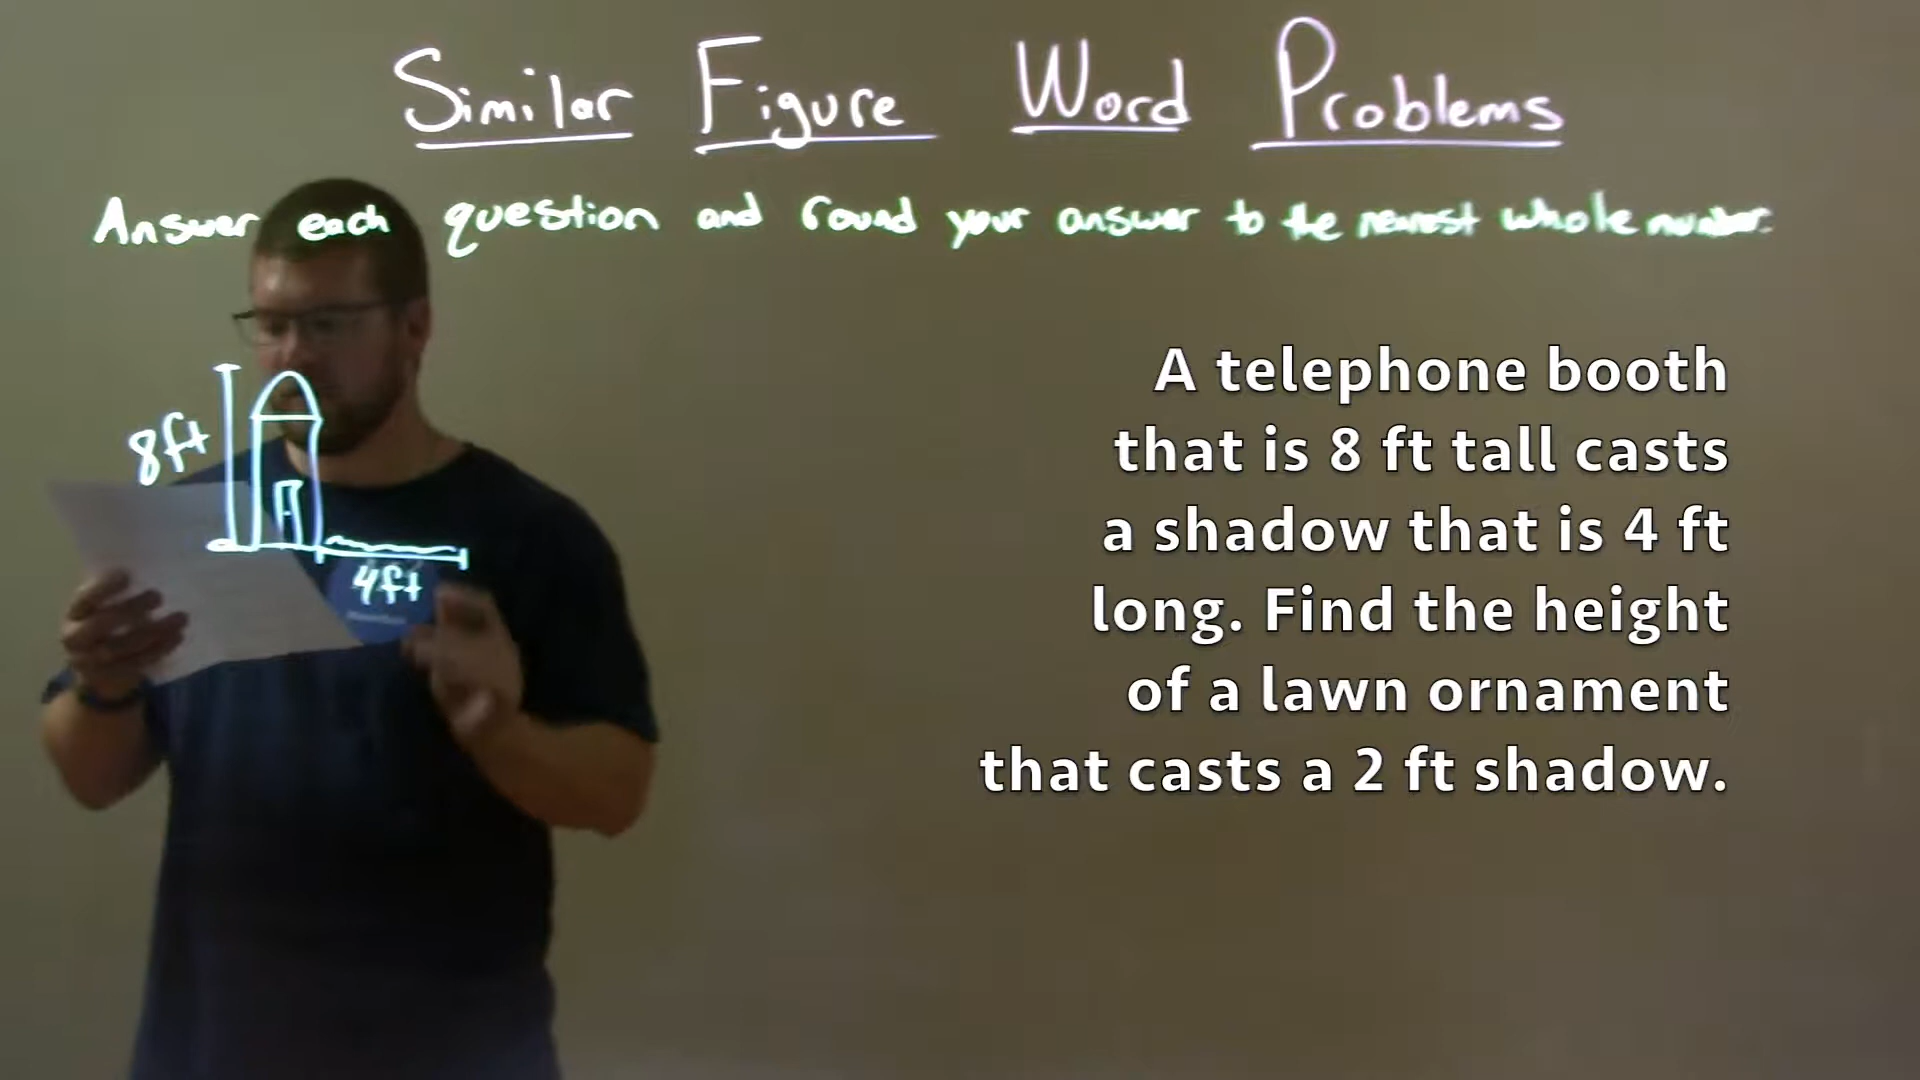 Similar Figure Word Problems
Answer each question and round your answer to the nearest whole number.
8ft
4ft
A telephone booth
that is 8 ft tall casts
a shadow that is 4 ft
long. Find the height
of a lawn ornament
that casts a 2 ft shadow.